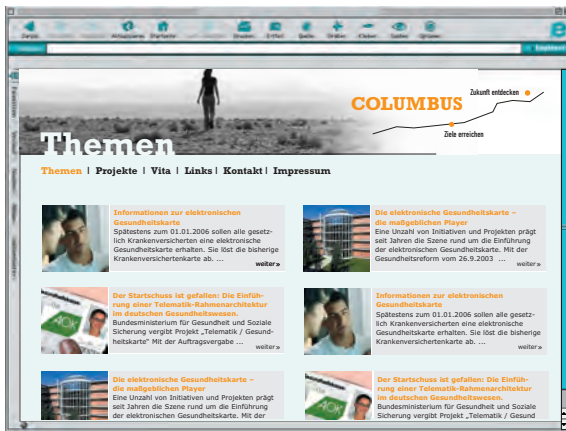 Aktualisieren Startseite Drucken E-Mail
COLUMBUS
Zukunft entdecken
Ziele erreichen
Themen
Themen | Projekte | Vita | Links | Kontakt | Impressum
Informationen zur elektronischen
Gesundheitskarte
Spätestens zum 01.01.2006 sollen alle gesetz-
lich Krankenversicherten eine elektronische
Gesundheitskarte erhalten. Sie löst die bisherige
Krankenversichertenkarte ab. ...
weiter»
Die elektronische Gesundheitskarte –
die maßgeblichen Player
Eine Unzahl von Initiativen und Projekten prägt
seit Jahren die Szene rund um die Einführung
der elektronischen Gesundheitskarte. Mit der
Gesundheitsreform vom 26.9.2003 ...
weiter»
Der Startschuss ist gefallen: Die Einfüh-
rung einer Telematik-Rahmenarchitektur
im deutschen Gesundheitswesen.
Bundesministerium für Gesundheit und Soziale
Sicherung vergibt Projekt „Telematik / Gesund-
heitskarte" Mit der Auftragsvergabe ...
weiter»
AOK
Informationen zur elektronischen
Gesundheitskarte
Spätestens zum 01.01.2006 sollen alle gesetz-
lich Krankenversicherten eine elektronische
Gesundheitskarte erhalten. Sie löst die bisherige
Krankenversichertenkarte ab. ...
weiter»
Die elektronische Gesundheitskarte –
die maßgeblichen Player
Eine Unzahl von Initiativen und Projekten prägt
seit Jahren die Szene rund um die Einführung
der elektronischen Gesundheitskarte. Mit der
Der Startschuss ist gefallen: Die Einfüh-
rung einer Telematik-Rahmenarchitektur
im deutschen Gesundheitswesen.
Bundesministerium für Gesundheit und Soziale
Sicherung vergibt Projekt „Telematik / Gesund
AOK